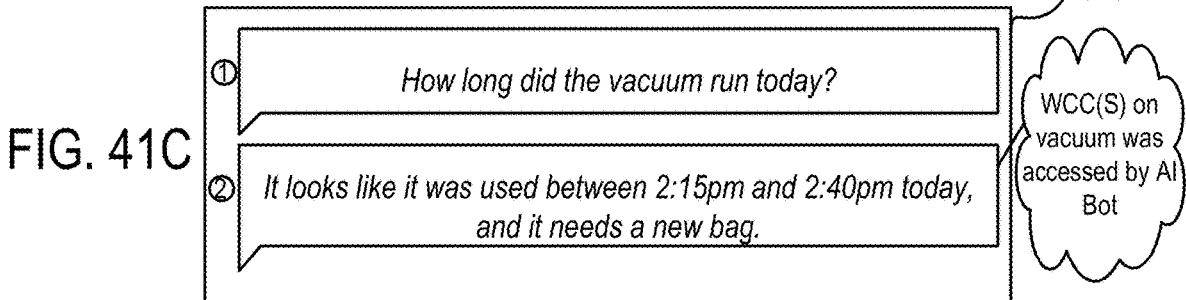 FIG. 41C
①
How long did the vacuum run today?
②
It looks like it was used between 2:15pm and 2:40pm today,
and it needs a new bag.
WCC(S) on
vacuum was
accessed by AI
Bot